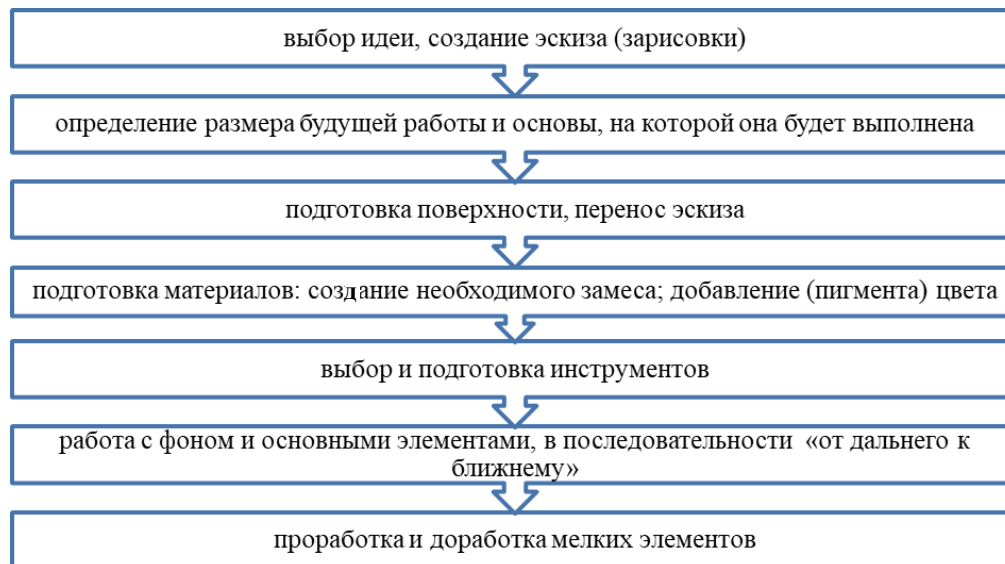 выбор идеи, создание эскиза (зарисовки)
определение размера будущей работы и основы, на которой она будет выполнена
подготовка поверхности, перенос эскиза
подготовка материалов: создание необходимого замеса; добавление (пигмента) цвета
выбор и подготовка инструментов
работа с фоном и основными элементами, в последовательности «от дальнего к
ближнему»
проработка и доработка мелких элементов